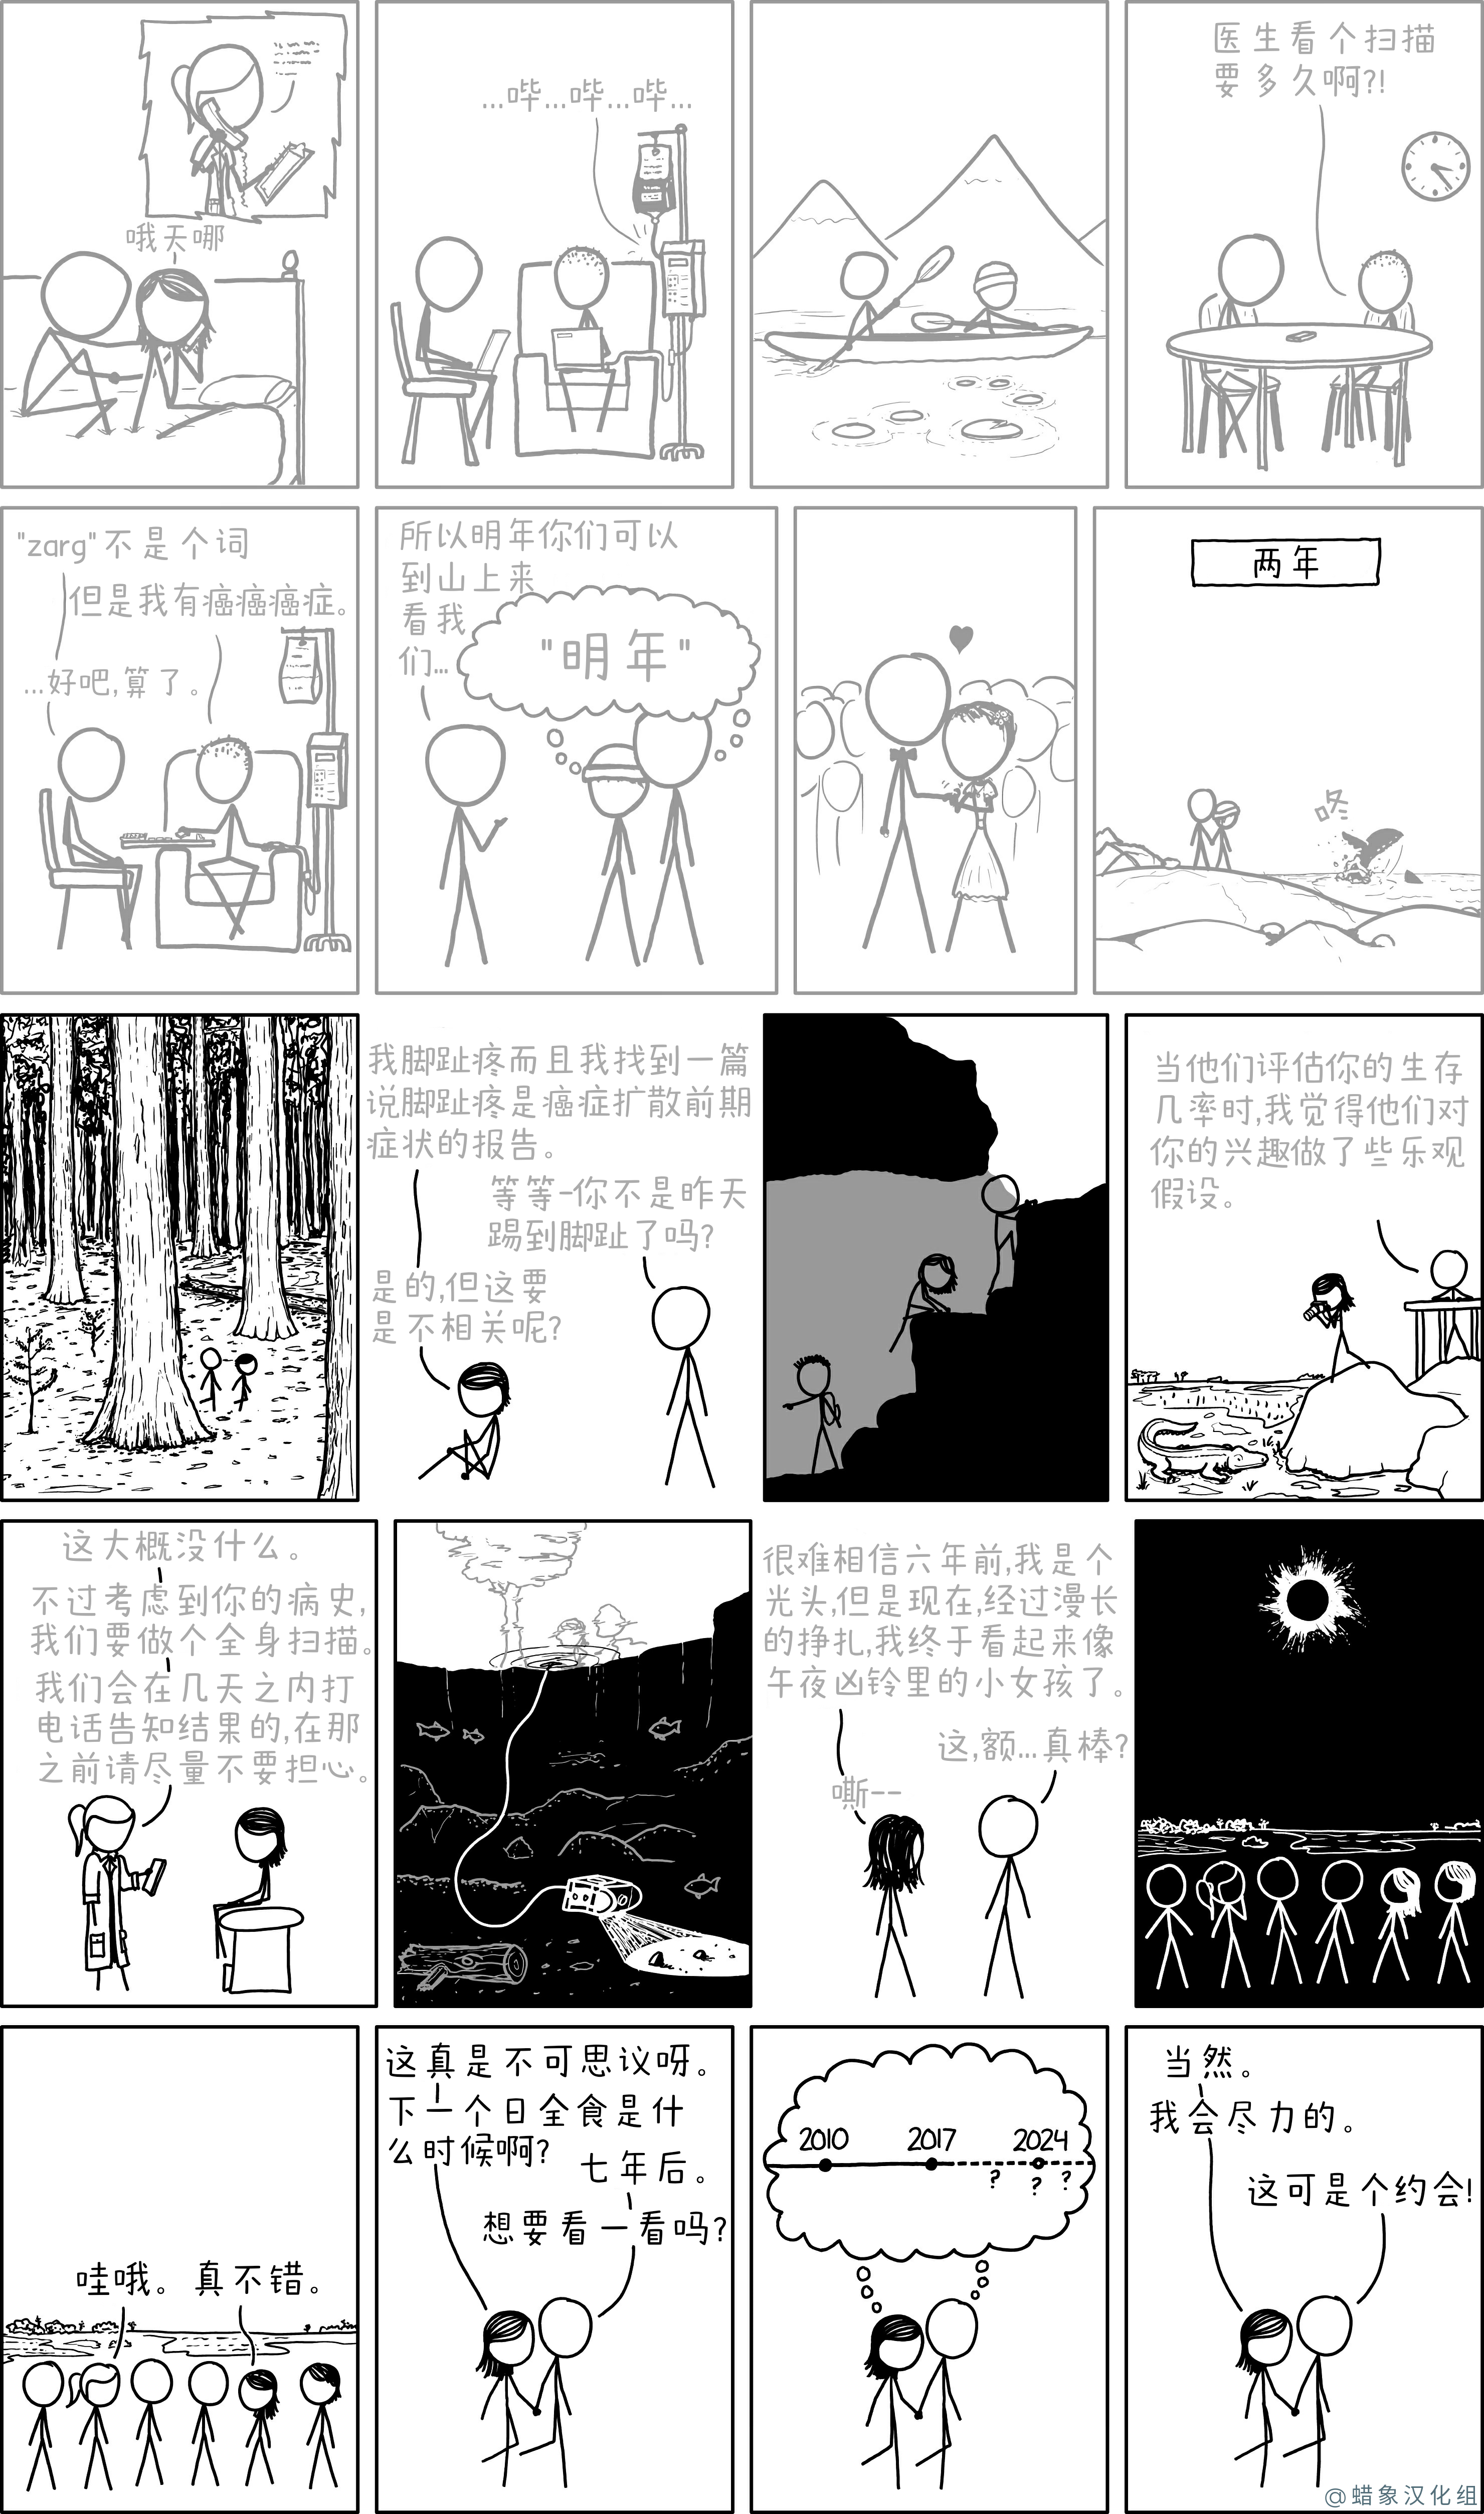 哦天哪
...哔...哔...哔...
医生看个扫描
要多久啊?!
"zarg"不是个词
但是我有癌癌癌症。
...好吧,算了。
所以明年你们可以
到山上来
看我
们...
"明年"
两年
咚
我脚趾疼而且我找到一篇
说脚趾疼是癌症扩散前期
症状的报告。
等等-你不是昨天
踢到脚趾了吗?
是的,但这要
是不相关呢?
当他们评估你的生存
几率时,我觉得他们对
你的兴趣做了些乐观
假设。
这大概没什么。
不过考虑到你的病史,
我们要做个全身扫描。
我们会在几天之内打
电话告知结果的,在那
之前请尽量不要担心。
很难相信六年前,我是个
光头,但是现在,经过漫长
的挣扎,我终于看起来像
午夜凶铃里的小女孩了。
这,额...真棒?
嘶--
哇哦。真不错。
这真是不可思议呀。
下一个日全食是什
么时候啊?
七年后。
想要看一看吗?
2010 2017 2024
? ? ?
当然。
我会尽力的。
这可是个约会!
@蜡象汉化组